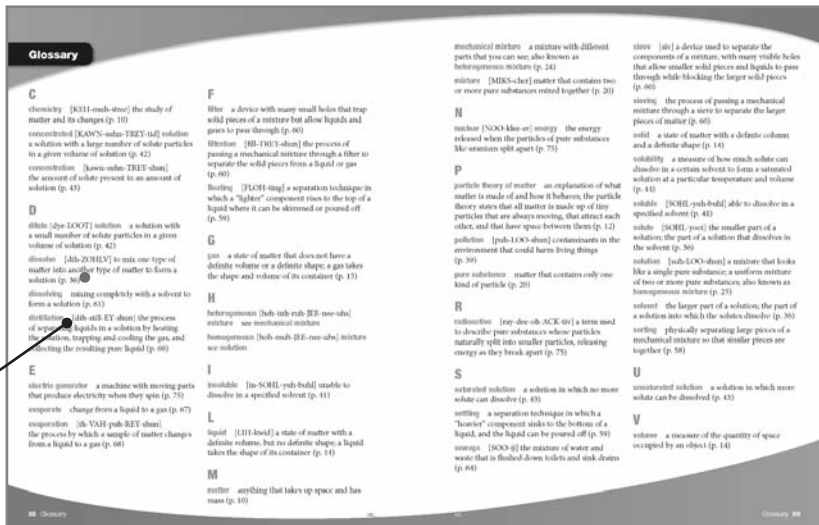 Glossary
C
chemistry [KEH-muh-stree] the study of
matter and its changes (p. 10)
concentrated [KAWN-suhn-TREY-tid] solution
a solution with a large number of solute particles
in a given volume of solution (p. 42)
concentration [kawn-suhn-TREY-shun]
the amount of solute present in an amount of
solution (p. 43)
D
dilute [dye-LOOT] solution a solution with
a small number of solute particles in a given
volume of solution (p. 42)
dissolve [dih-ZOHLV] to mix one type of
matter into another type of matter to form a
solution (p. 36)
dissolving mixing completely with a solvent to
form a solution (p. 61)
distillation [dih-still-EY-shun] the process
of separating liquids in a solution by heating
the solution, trapping and cooling the gas, and
collecting the resulting pure liquid (p. 69)
E
electric generator a machine with moving parts
that produce electricity when they spin (p. 75)
evaporate change from a liquid to a gas (p. 67)
evaporation [ih-VAH-puh-REY-shun]
the process by which a sample of matter changes
from a liquid to a gas (p. 68)
F
filter a device with many small holes that trap
solid pieces of a mixture but allow liquids and
gases to pass through (p. 60)
filtration [fill-TREY-shun] the process of
passing a mechanical mixture through a filter to
separate the solid pieces from a liquid or gas
(p. 60)
floating [FLOH-ting] a separation technique in
which a "lighter" component rises to the top of a
liquid where it can be skimmed or poured off
(p. 59)
G
gas a state of matter that does not have a
definite volume or a definite shape; a gas takes
the shape and volume of its container (p. 15)
H
heterogeneous [heh-tuh-ruh-JEE-nee-uhs]
mixture see mechanical mixture
homogeneous [hoh-muh-JEE-nee-uhs] mixture
see solution
I
insoluble [in-SOHL-yuh-buhl] unable to
dissolve in a specified solvent (p. 41)
L
liquid [LIH-kwid] a state of matter with a
definite volume, but no definite shape; a liquid
takes the shape of its container (p. 14)
M
matter anything that takes up space and has
mass (p. 10)
mechanical mixture a mixture with different
parts that you can see; also known as
heterogeneous mixture (p. 24)
mixture [MIKS-cher] matter that contains two
or more pure substances mixed together (p. 20)
N
nuclear [NOO-klee-er] energy the energy
released when the particles of pure substances
like uranium split apart (p. 75)
P
particle theory of matter an explanation of what
matter is made of and how it behaves; the particle
theory states that all matter is made up of tiny
particles that are always moving, that attract each
other, and that have space between them (p. 12)
pollution [puh-LOO-shun] contaminants in the
environment that could harm living things
(p. 39)
pure substance matter that contains only one
kind of particle (p. 20)
R
radioactive [ray-dee-oh-ACK-tiv] a term used
to describe pure substances whose particles
naturally split into smaller particles, releasing
energy as they break apart (p. 75)
S
saturated solution a solution in which no more
solute can dissolve (p. 43)
settling a separation technique in which a
"heavier" component sinks to the bottom of a
liquid, and the liquid can be poured off (p. 59)
sewage [SOO-ij] the mixture of water and
waste that is flushed down toilets and sink drains
(p. 64)
sieve [siv] a device used to separate the
components of a mixture, with many visible holes
that allow smaller solid pieces and liquids to pass
through while blocking the larger solid pieces
(p. 60)
sieving the process of passing a mechanical
mixture through a sieve to separate the larger
pieces of matter (p. 60)
solid a state of matter with a definite volume
and a definite shape (p. 14)
solubility a measure of how much solute can
dissolve in a certain solvent to form a saturated
solution at a particular temperature and volume
(p. 44)
soluble [SOHL-yuh-buhl] able to dissolve in a
specified solvent (p. 41)
solute [SOHL-yoot] the smaller part of a
solution; the part of a solution that dissolves in
the solvent (p. 36)
solution [suh-LOO-shun] a mixture that looks
like a single pure substance; a uniform mixture
of two or more pure substances; also known as
homogeneous mixture (p. 25)
solvent the larger part of a solution; the part of
a solution into which the solutes dissolve (p. 36)
sorting physically separating large pieces of a
mechanical mixture so that similar pieces are
together (p. 58)
U
unsaturated solution a solution in which more
solute can be dissolved (p. 43)
V
volume a measure of the quantity of space
occupied by an object (p. 14)
Glossary
Glossary